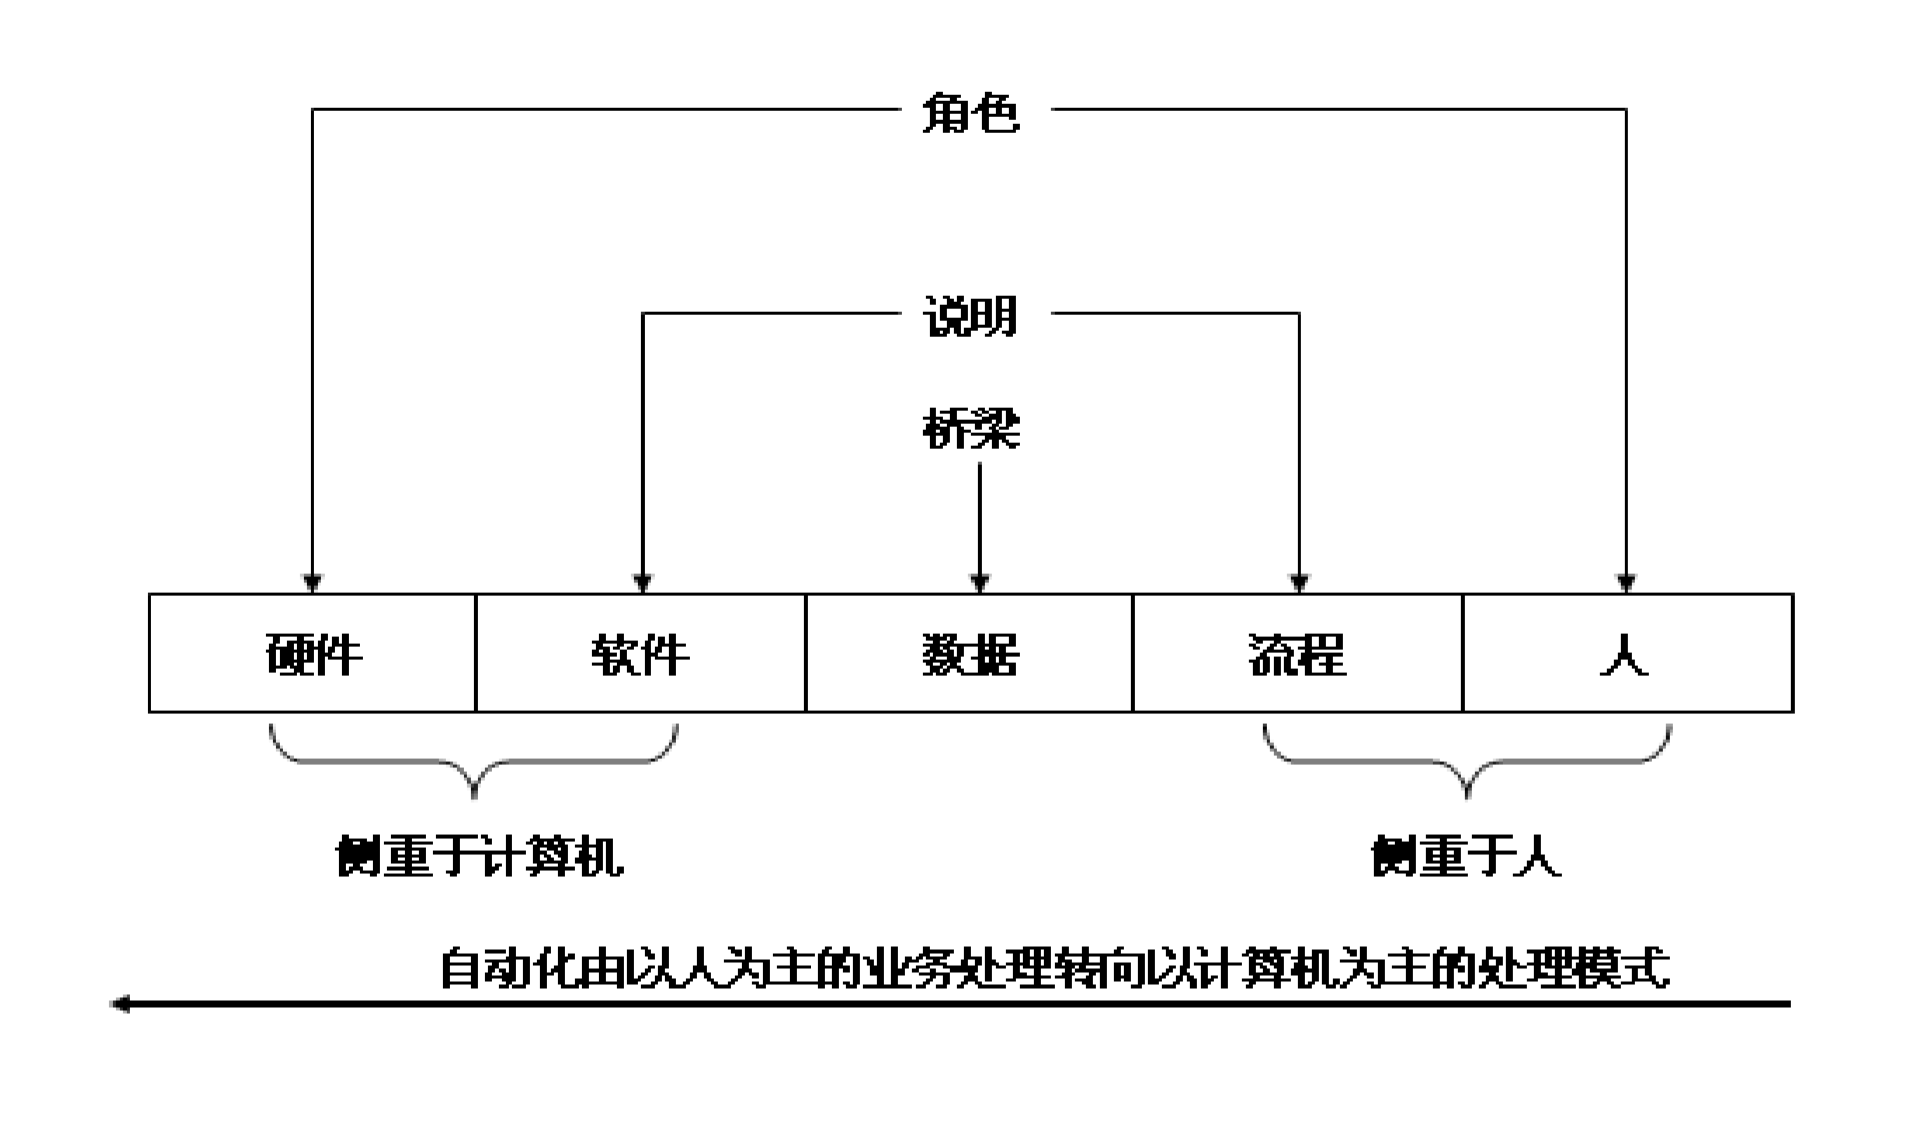 角色
说明
桥梁
硬件 软件 数据 流程 人
侧重于计算机 侧重于人
自动化由以人为主的业务处理转向以计算机为主的处理模式